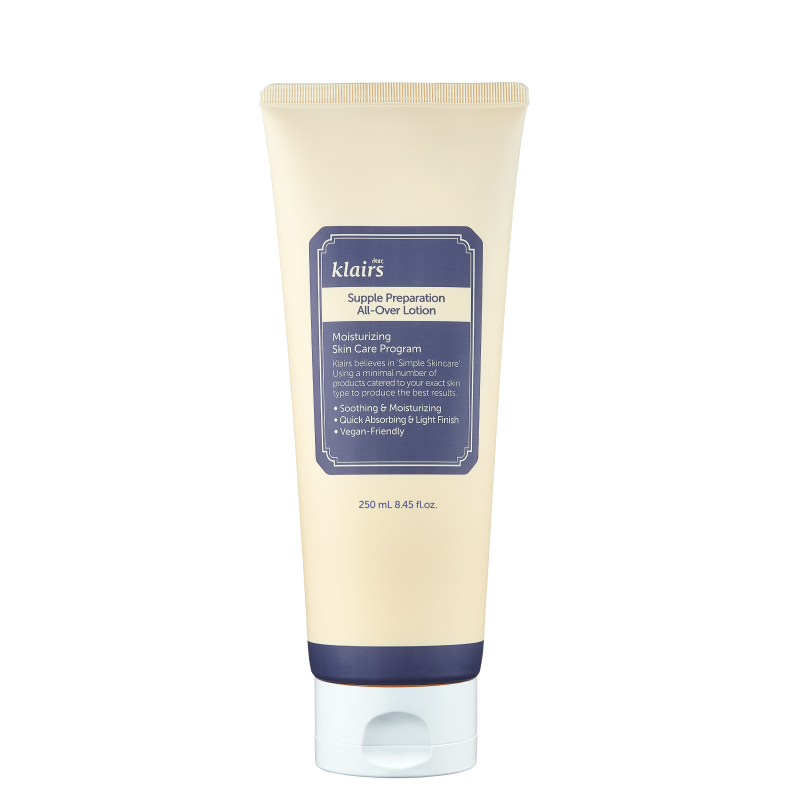 dear,
klairs
Supple Preparation
All-Over Lotion
Moisturizing
Skin Care Program
Klairs believes in 'Simple Skincare':
Using a minimal number of
products catered to your exact skin
type to produce the best results.
• Soothing & Moisturizing
• Quick Absorbing & Light Finish
• Vegan-Friendly
250 mL 8.45 fl.oz.